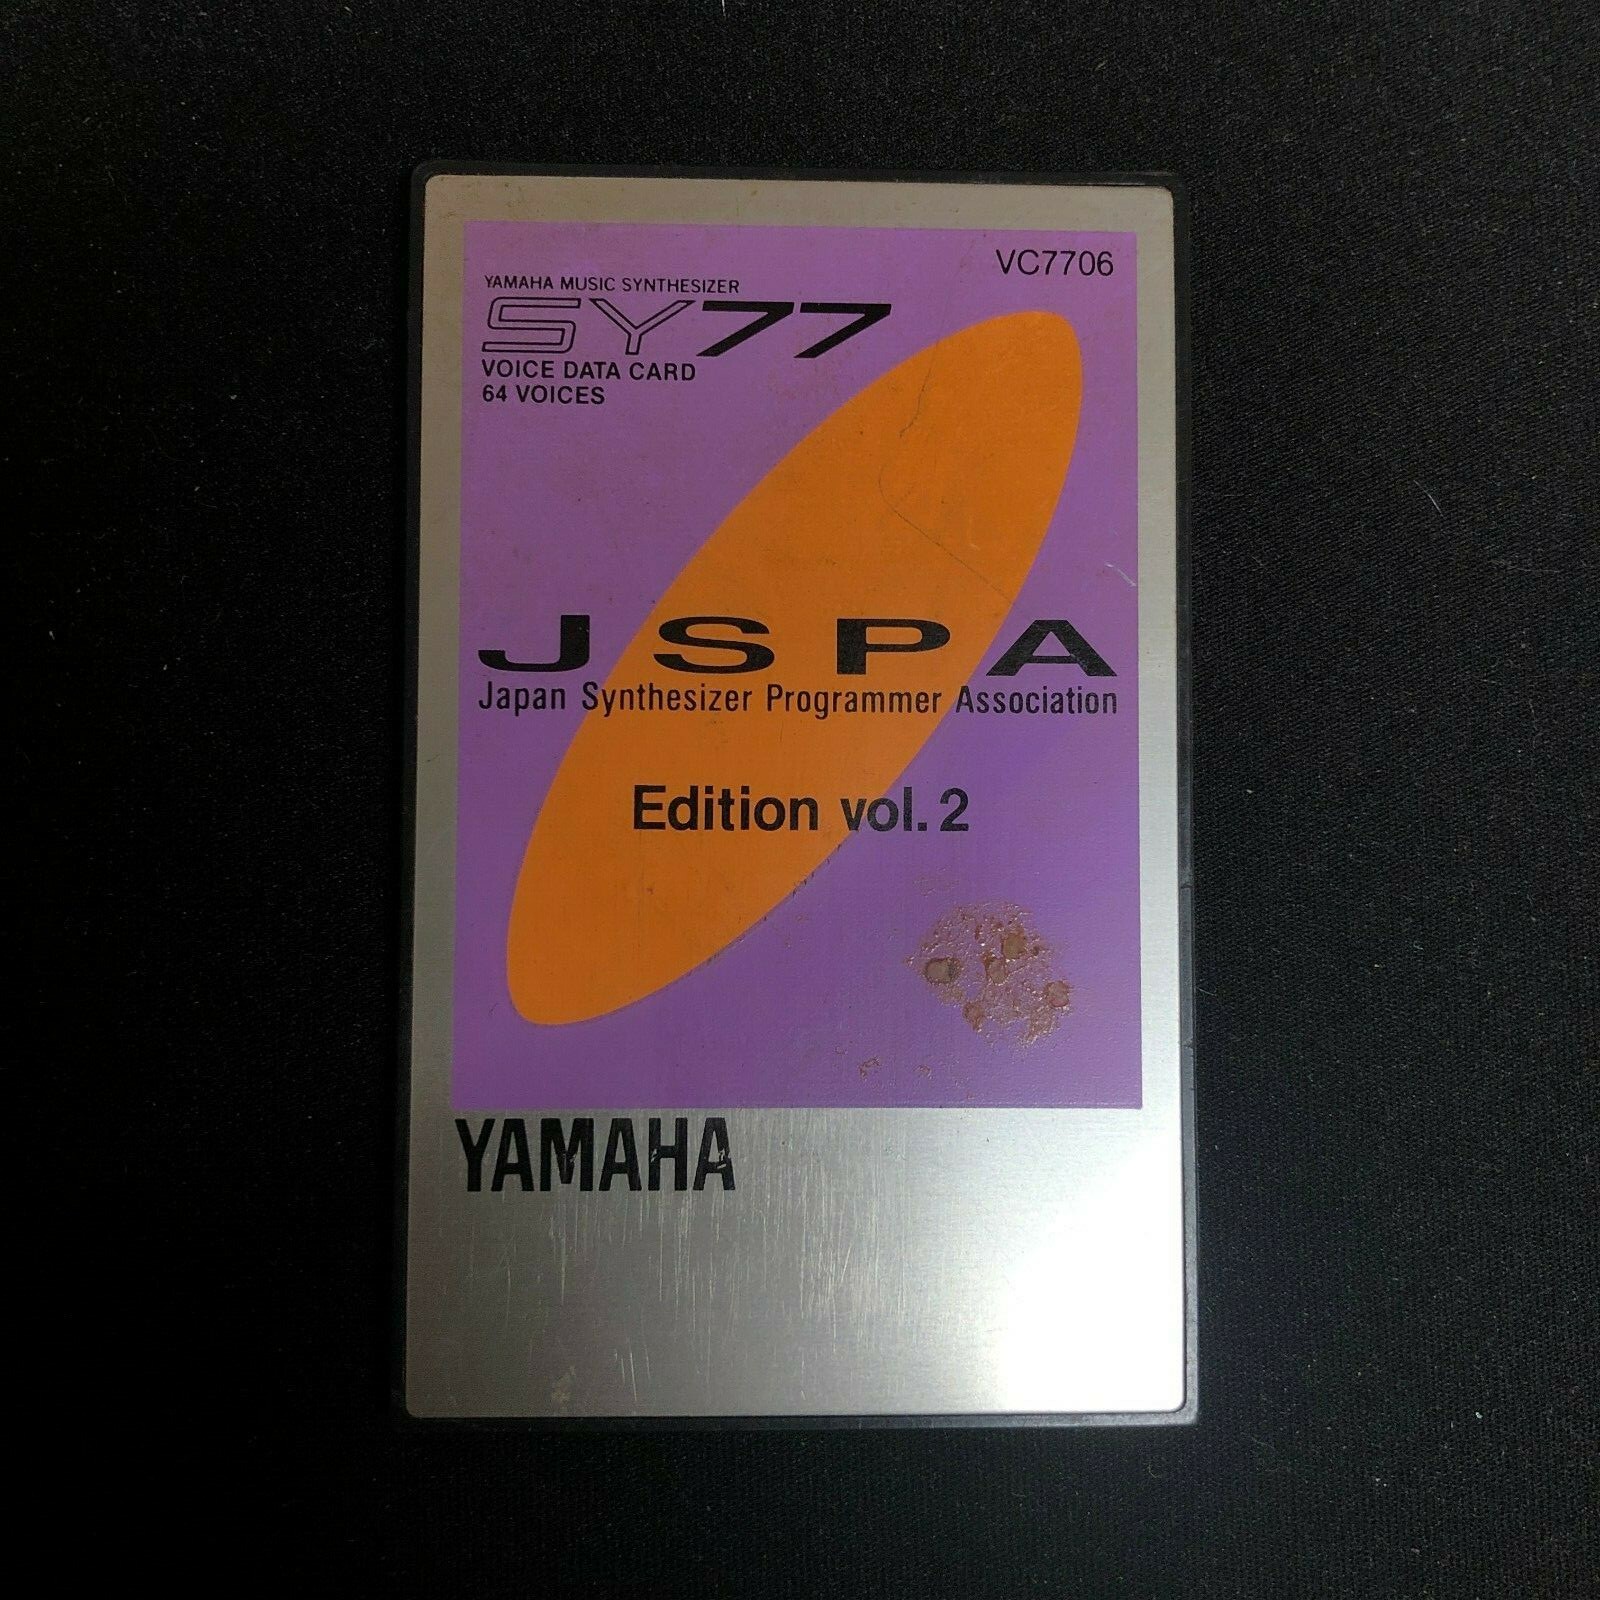 VC7706
YAMAHA MUSIC SYNTHESIZER
SY77
VOICE DATA CARD
64 VOICES
JSPA
Japan Synthesizer Programmer Association
Edition vol.2
YAMAHA